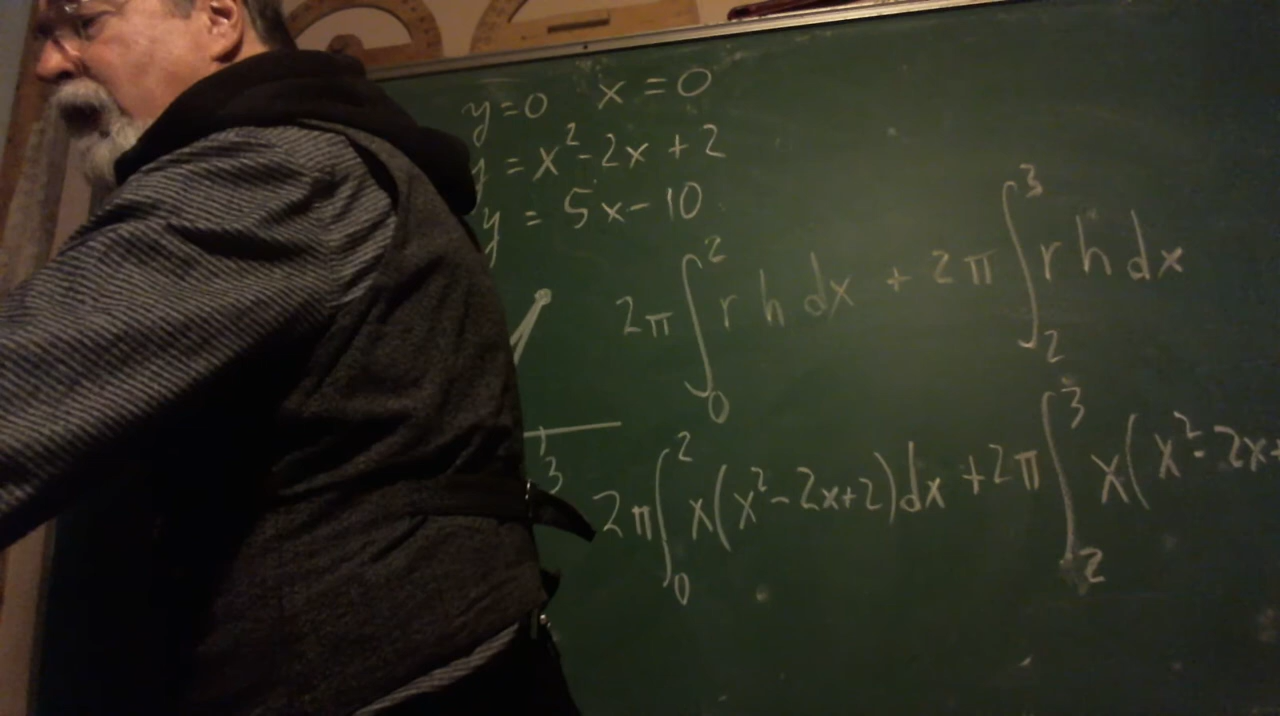 y=0 x=0
y = x²-2x+2
y = 5x-10
2π∫₀² r h dx + 2π∫₂³ r h dx
3
2π∫₀² x(x²-2x+2)dx +2π∫₂³ x(x²-2x+